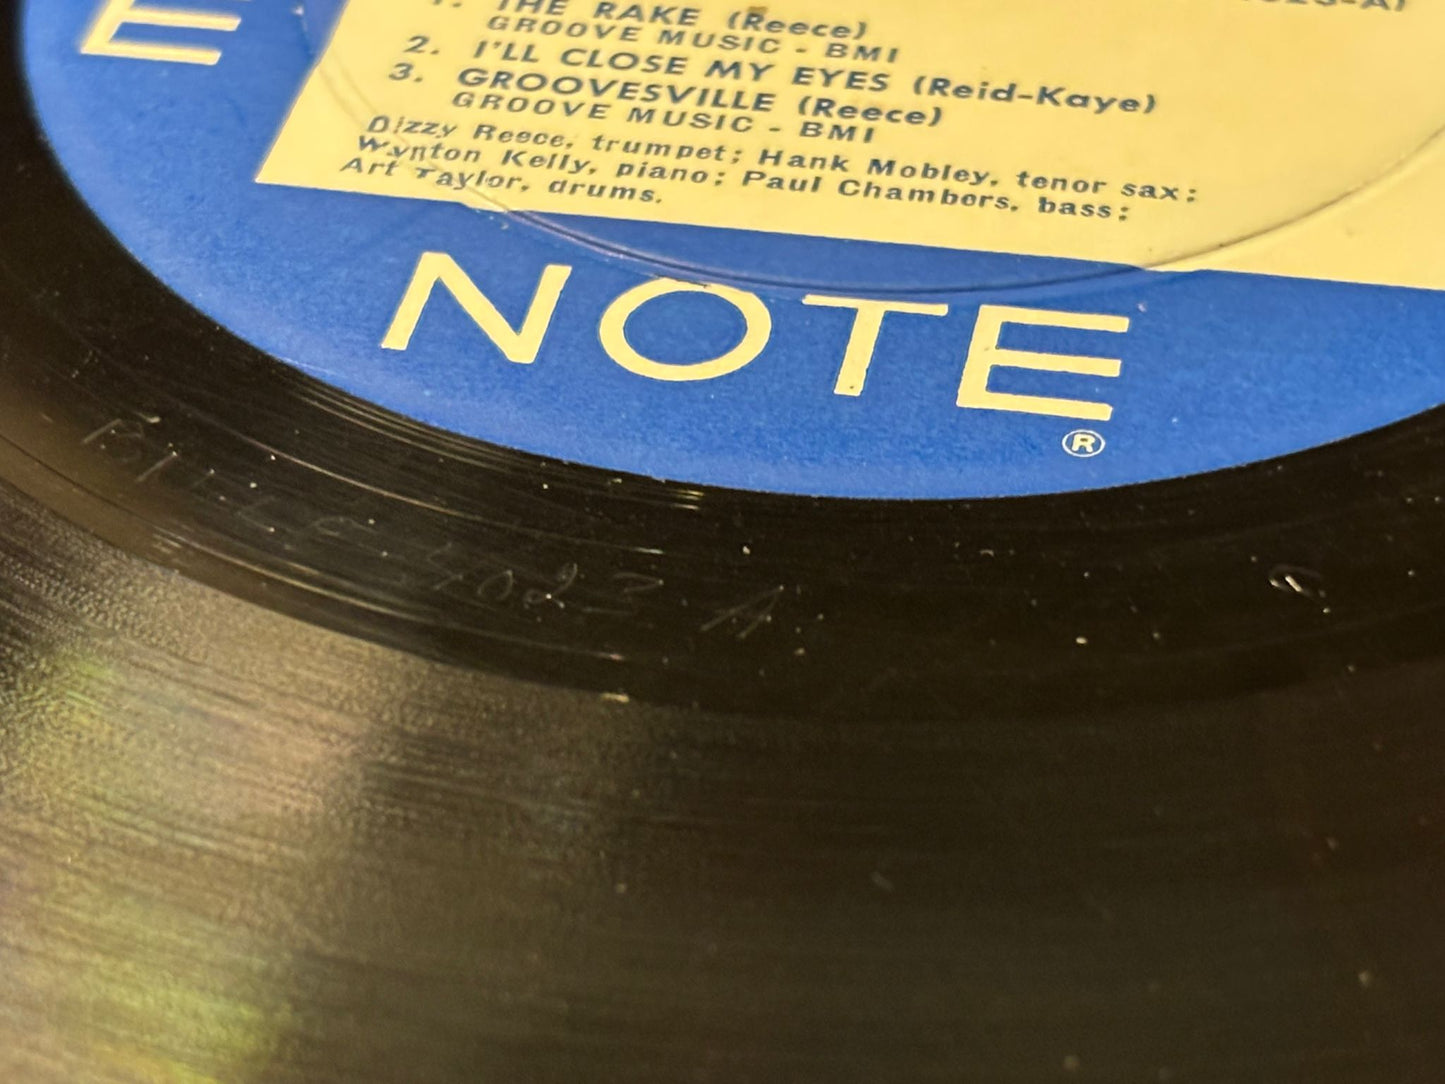 E
1. THE RAKE (Reece)
GROOVE MUSIC - BMI
2. I'LL CLOSE MY EYES (Reid-Kaye)
3. GROOVESVILLE (Reece)
GROOVE MUSIC - BMI
Dizzy Reece, trumpet; Hank Mobley, tenor sax;
Wynton Kelly, piano; Paul Chambers, bass;
Art Taylor, drums.
NOTE
®
4023 A